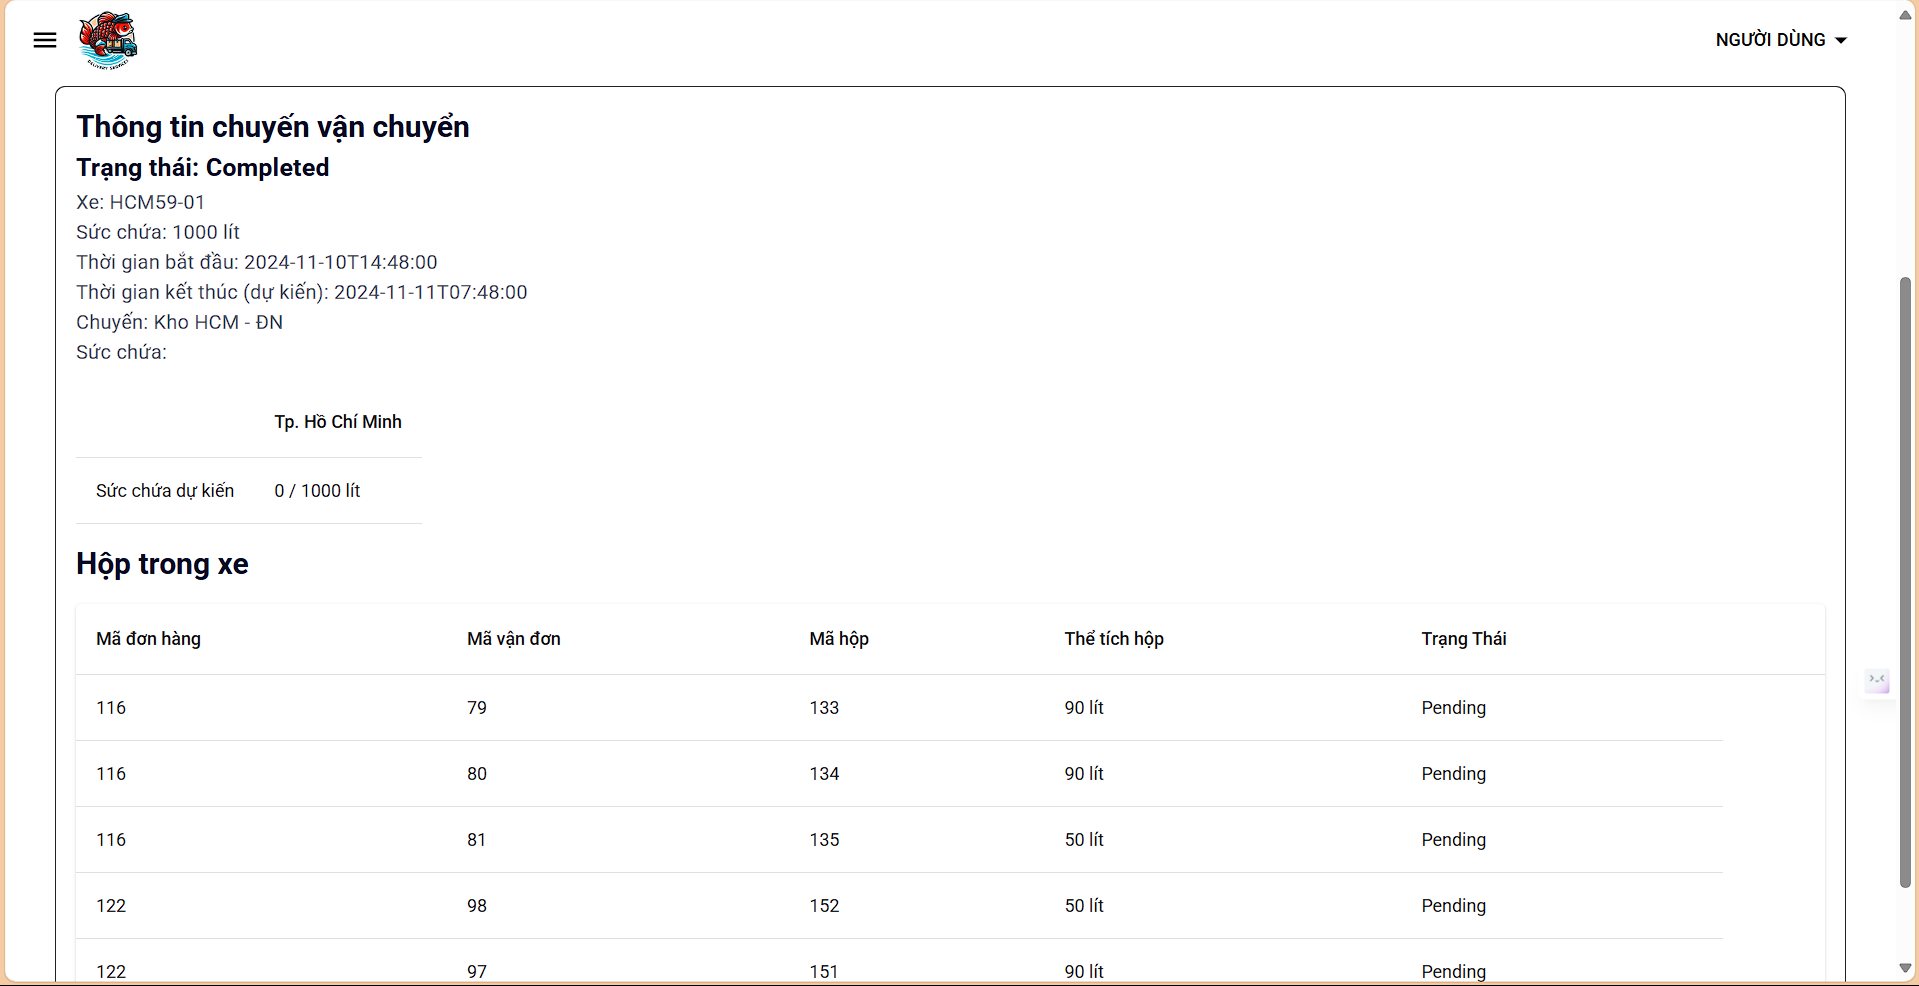 DELIVERY SERVICES
NGƯỜI DÙNG
Thông tin chuyến vận chuyển
Trạng thái: Completed
Xe: HCM59-01
Sức chứa: 1000 lít
Thời gian bắt đầu: 2024-11-10T14:48:00
Thời gian kết thúc (dự kiến): 2024-11-11T07:48:00
Chuyến: Kho HCM - ĐN
Sức chứa:
Tp. Hồ Chí Minh
Sức chứa dự kiến 0 / 1000 lít
Hộp trong xe
Mã đơn hàng Mã vận đơn Mã hộp Thể tích hộp Trạng Thái
116 79 133 90 lít Pending
116 80 134 90 lít Pending
116 81 135 50 lít Pending
122 98 152 50 lít Pending
122 97 151 90 lít Pending